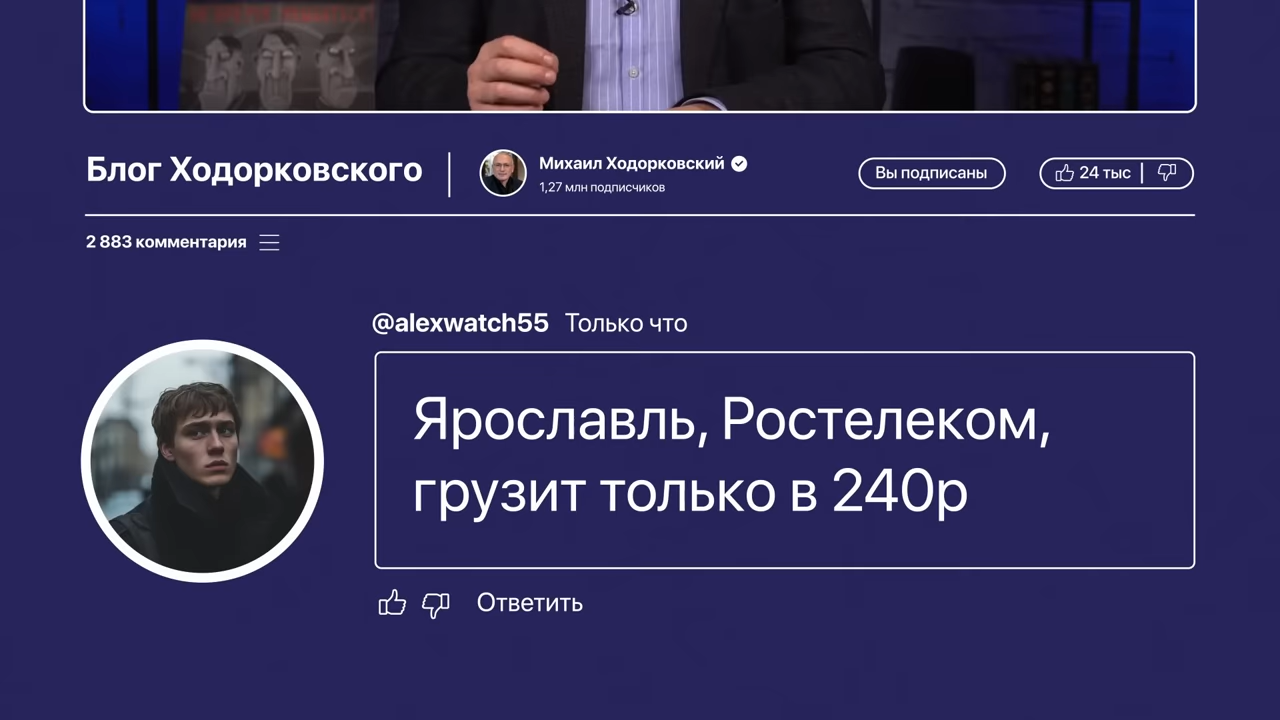 Блог Ходорковского
Михаил Ходорковский
1,27 млн подписчиков
Вы подписаны
24 тыс
2 883 комментария
@alexwatch55 Только что
Ярославль, Ростелеком,
грузит только в 240p
Ответить